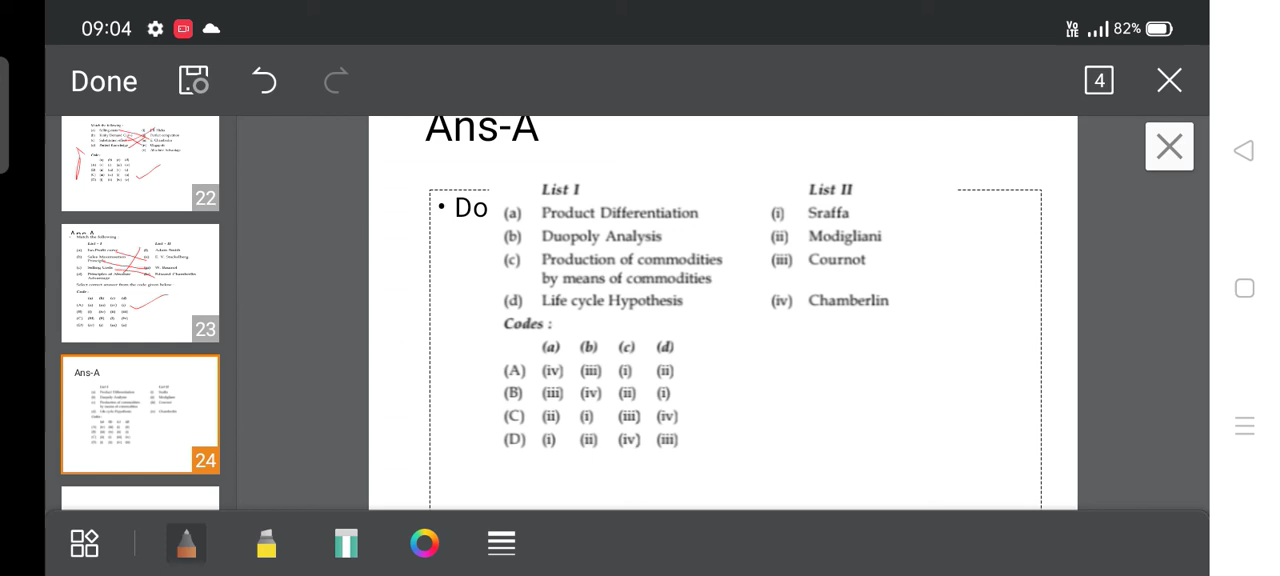 09:04 Vo LTE 82%
Done 4
Ans-A
22
23
Ans-A
24
• Do
List I List II
(a) Product Differentiation (i) Sraffa
(b) Duopoly Analysis (ii) Modigliani
(c) Production of commodities (iii) Cournot
by means of commodities
(d) Life cycle Hypothesis (iv) Chamberlin
Codes :
(a) (b) (c) (d)
(A) (iv) (iii) (i) (ii)
(B) (iii) (iv) (ii) (i)
(C) (ii) (i) (iii) (iv)
(D) (i) (ii) (iv) (iii)